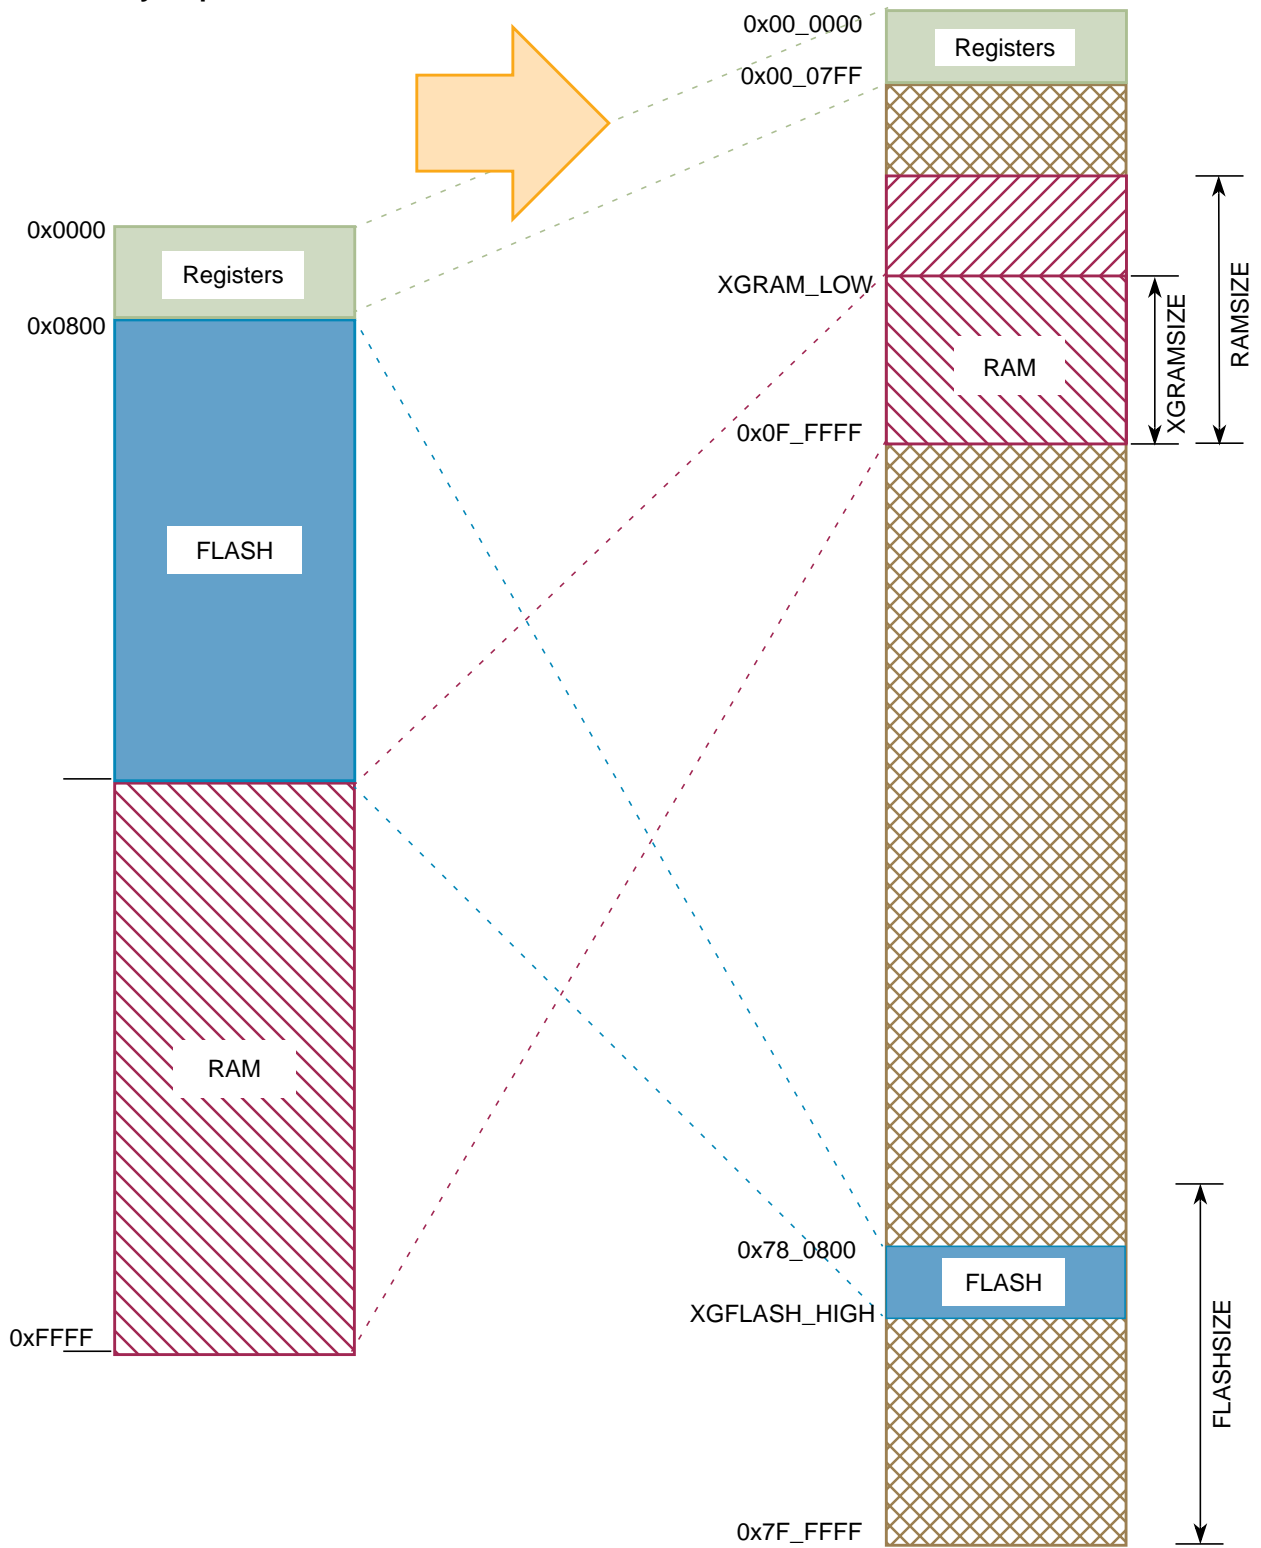 0x00_0000
Registers
0x00_07FF
0x0000
Registers
XGRAM_LOW
0x0800
RAM
XGRAMSIZE
RAMSIZE
0x0F_FFFF
FLASH
RAM
0x78_0800
FLASH
XGFLASH_HIGH
0xFFFF
FLASHSIZE
0x7F_FFFF